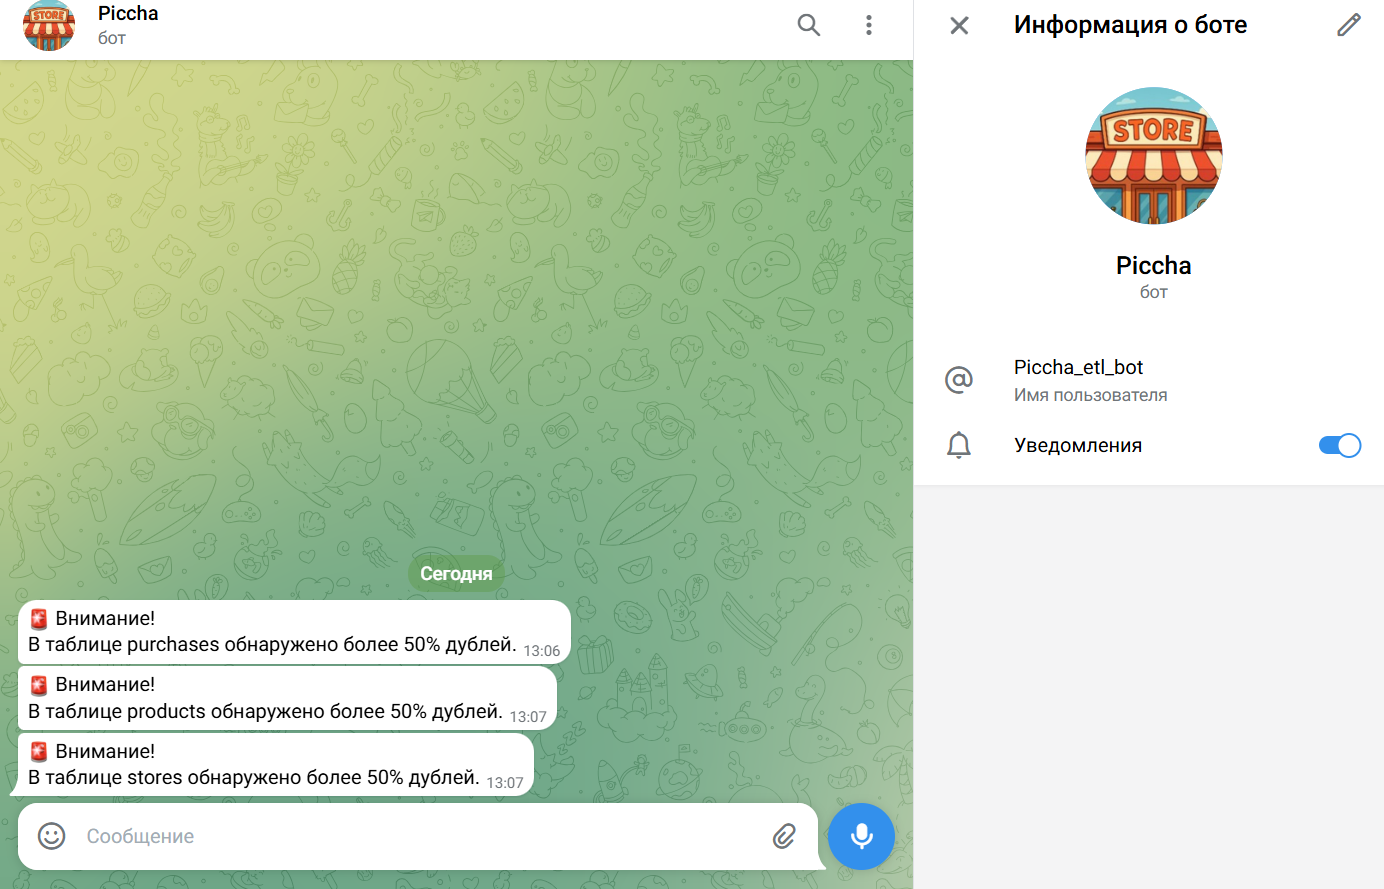 Piccha
бот
Сегодня
🚨 Внимание!
В таблице purchases обнаружено более 50% дублей. 13:06
🚨 Внимание!
В таблице products обнаружено более 50% дублей. 13:07
🚨 Внимание!
В таблице stores обнаружено более 50% дублей. 13:07
Сообщение
Информация о боте
STORE
Piccha
бот
Piccha_etl_bot
Имя пользователя
Уведомления